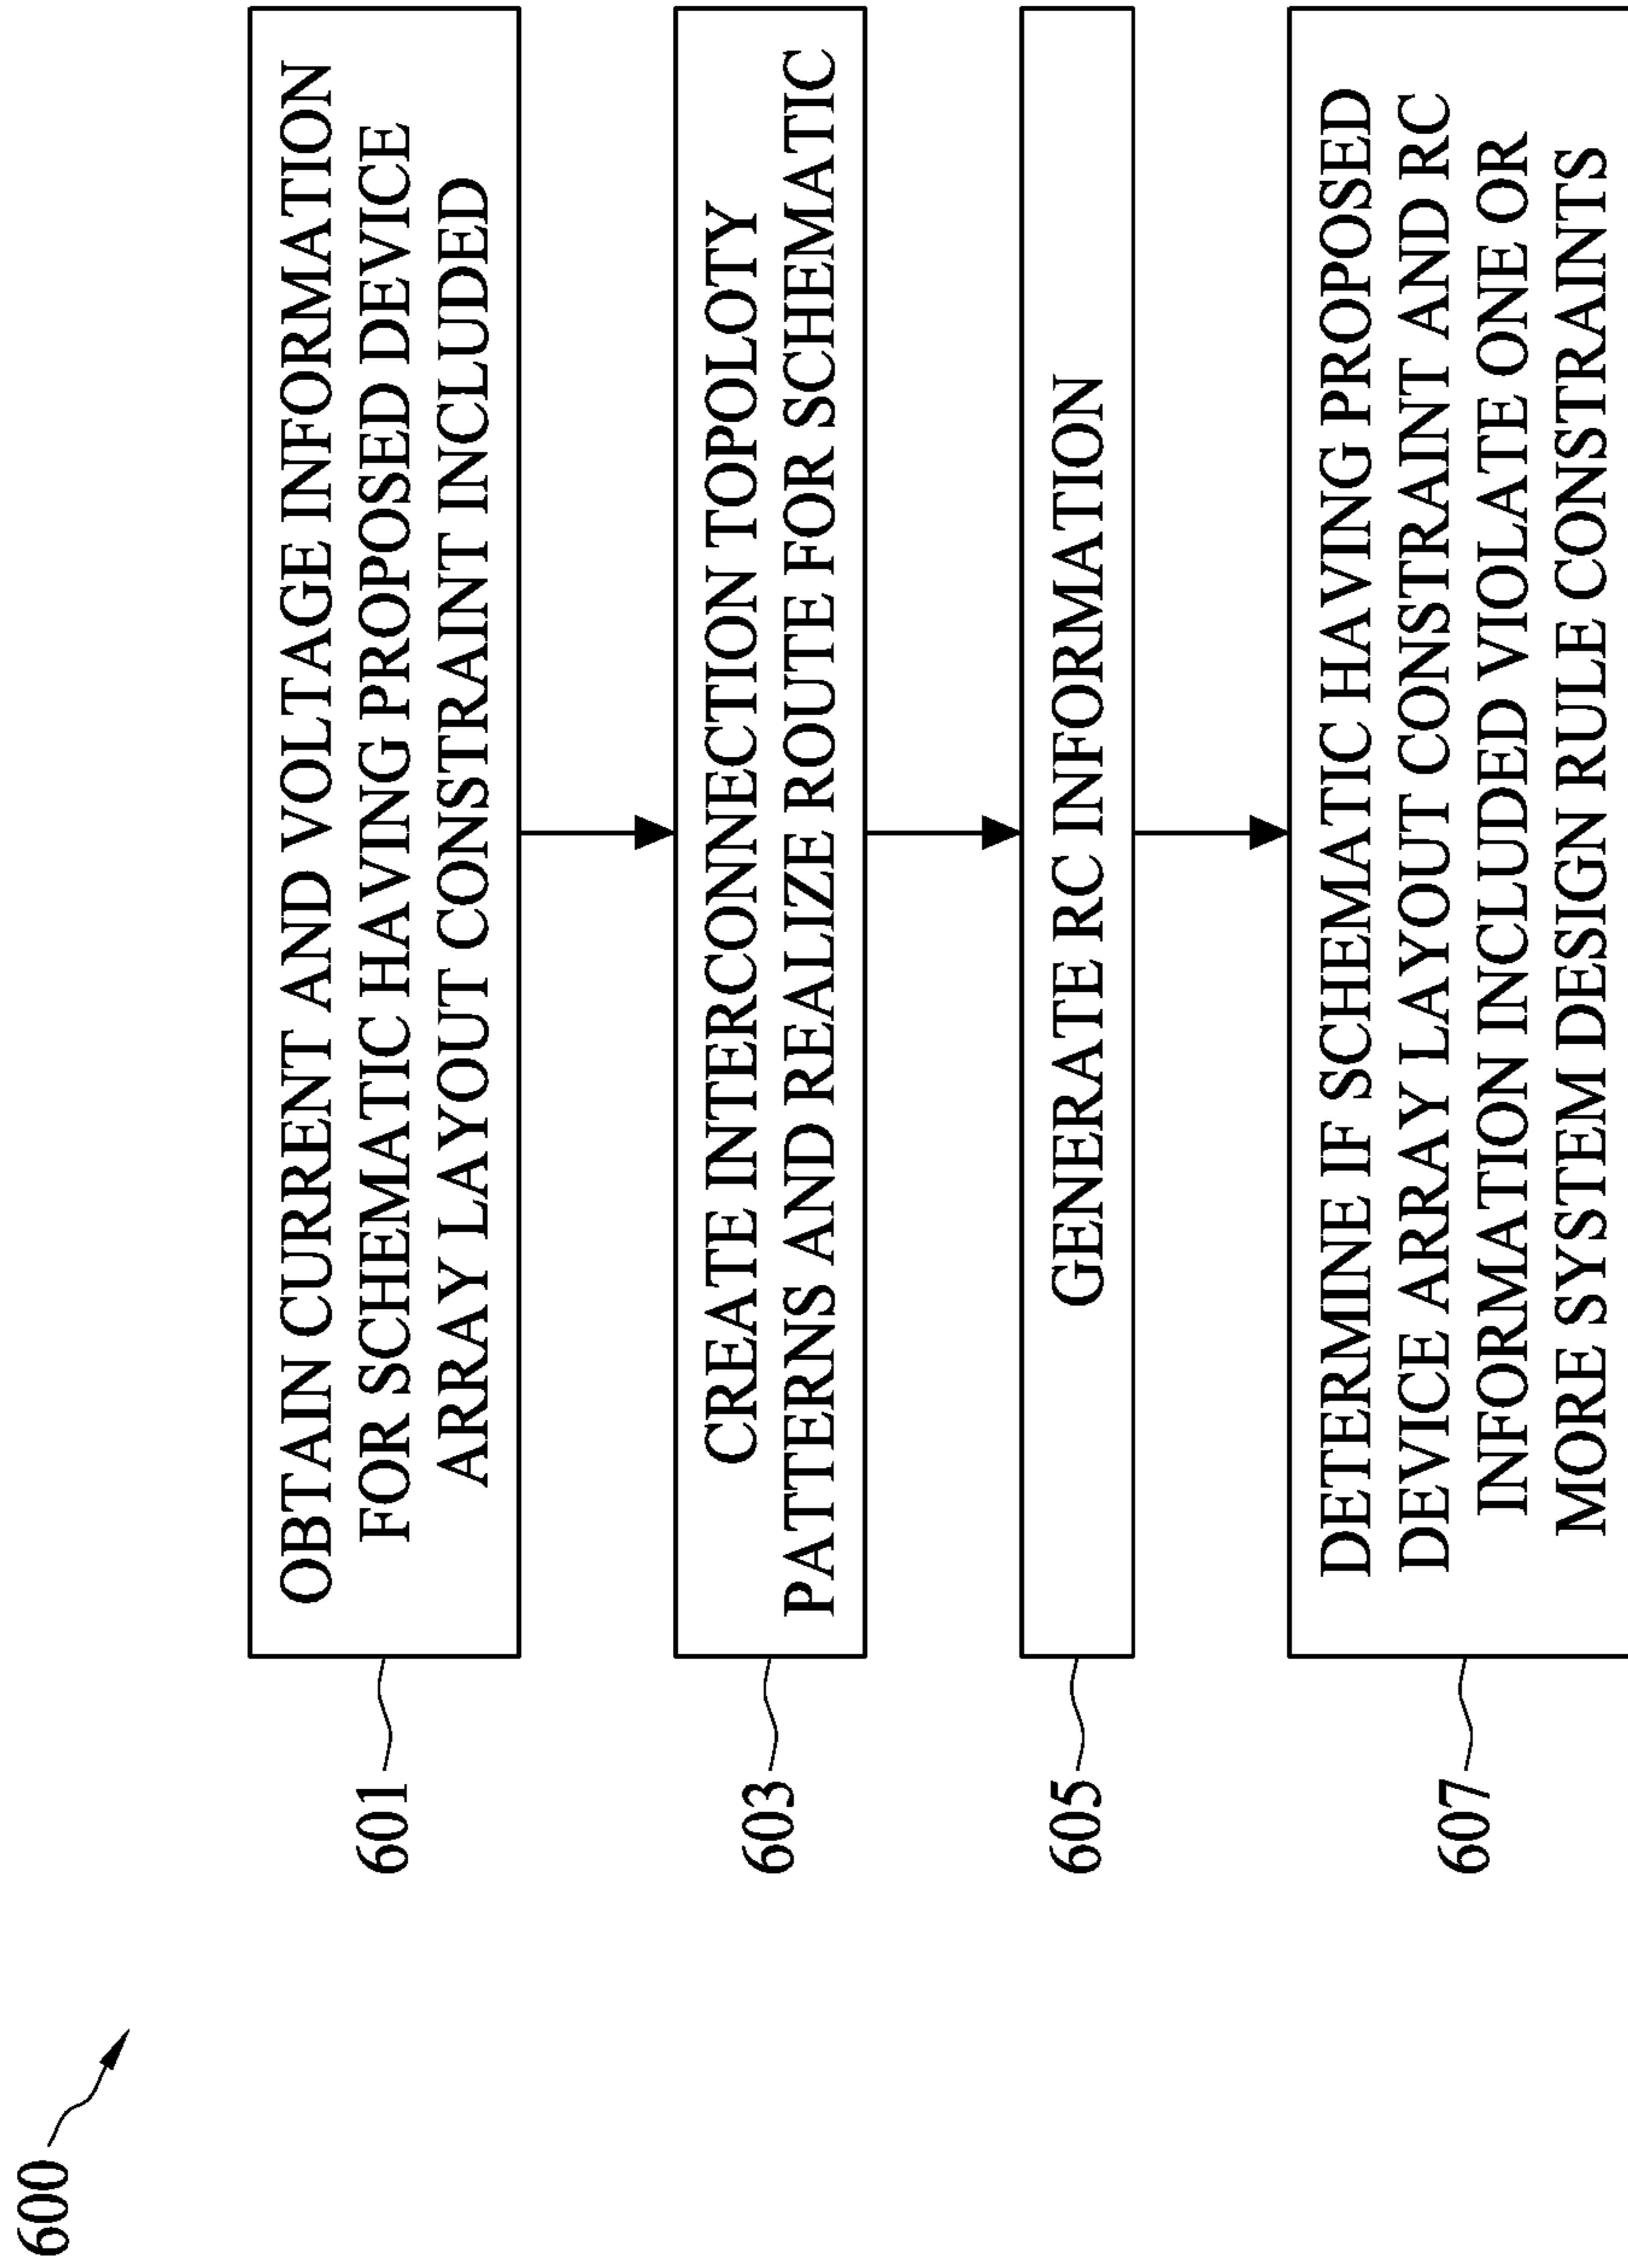 600
601
OBTAIN CURRENT AND VOLTAGE INFORMATION
FOR SCHEMATIC HAVING PROPOSED DEVICE
ARRAY LAYOUT CONSTRAINT INCLUDED
603
CREATE INTERCONNECTION TOPOLOTY
PATTERNS AND REALIZE ROUTE FOR SCHEMATIC
605
GENERATE RC INFORMATION
607
DETERMINE IF SCHEMATIC HAVING PROPOSED
DEVICE ARRAY LAYOUT CONSTRAINT AND RC
INFORMATION INCLUDED VIOLATE ONE OR
MORE SYSTEM DESIGN RULE CONSTRAINTS